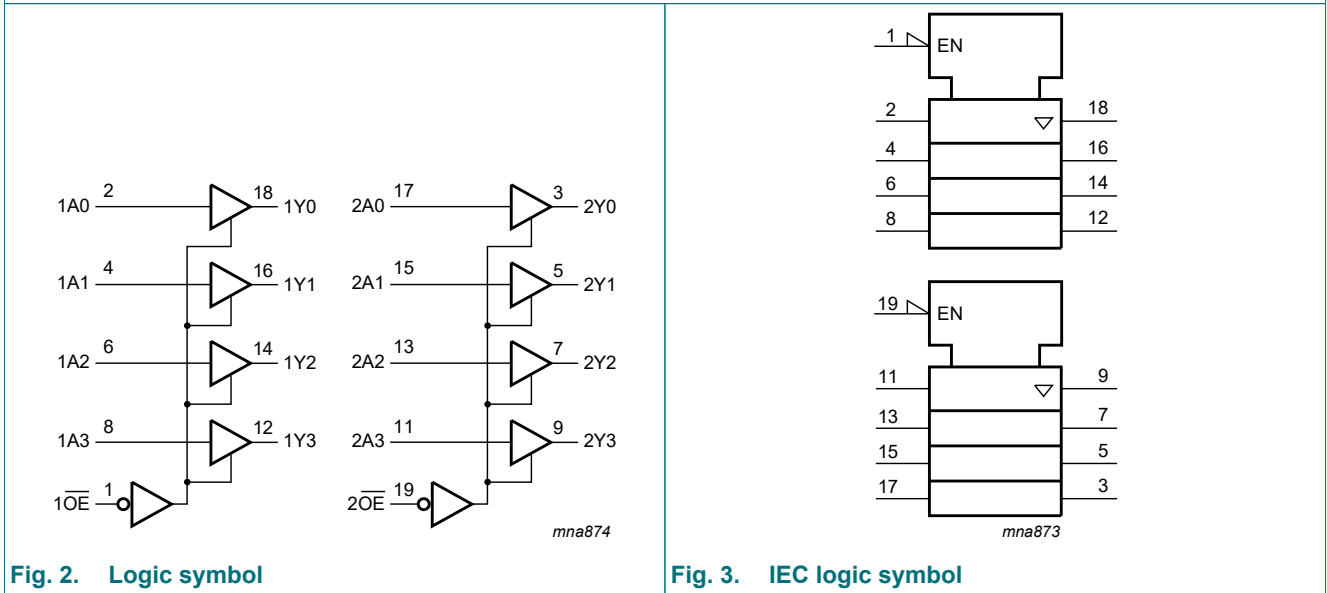 2 18
1A0 1Y0
4 16
1A1 1Y1
6 14
1A2 1Y2
8 12
1A3 1Y3
1
1O̅E̅
17 3
2A0 2Y0
15 5
2A1 2Y1
13 7
2A2 2Y2
11 9
2A3 2Y3
19
2O̅E̅
mna874
Fig. 2. Logic symbol
1 EN
2 18
4 16
6 14
8 12
19 EN
11 9
13 7
15 5
17 3
mna873
Fig. 3. IEC logic symbol